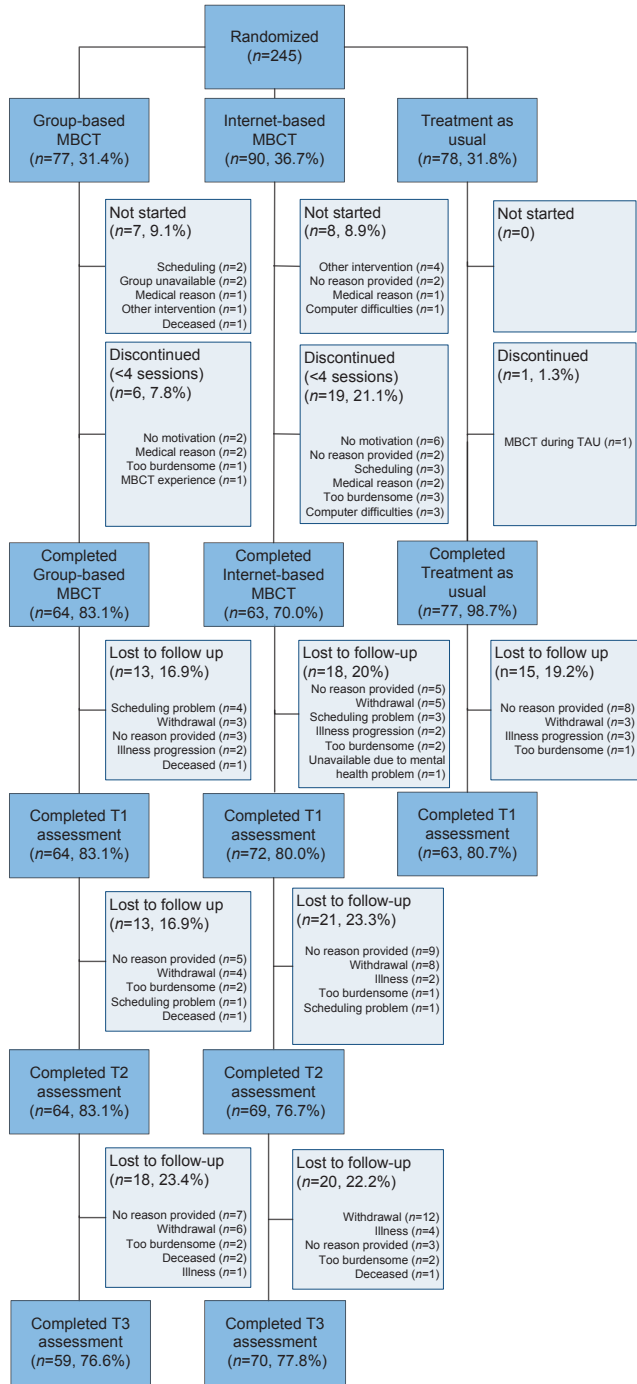 Randomized
(n=245)
Group-based
MBCT
(n=77, 31.4%)
Internet-based
MBCT
(n=90, 36.7%)
Treatment as
usual
(n=78, 31.8%)
Not started
(n=7, 9.1%)
Scheduling (n=2)
Group unavailable (n=2)
Medical reason (n=1)
Other intervention (n=1)
Deceased (n=1)
Not started
(n=8, 8.9%)
Other intervention (n=4)
No reason provided (n=2)
Medical reason (n=1)
Computer difficulties (n=1)
Not started
(n=0)
Discontinued
(<4 sessions)
(n=6, 7.8%)
No motivation (n=2)
Medical reason (n=2)
Too burdensome (n=1)
MBCT experience (n=1)
Discontinued
(<4 sessions)
(n=19, 21.1%)
No motivation (n=6)
No reason provided (n=2)
Scheduling (n=3)
Medical reason (n=2)
Too burdensome (n=3)
Computer difficulties (n=3)
Discontinued
(n=1, 1.3%)
MBCT during TAU (n=1)
Completed
Group-based
MBCT
(n=64, 83.1%)
Completed
Internet-based
MBCT
(n=63, 70.0%)
Completed
Treatment as
usual
(n=77, 98.7%)
Lost to follow up
(n=13, 16.9%)
Scheduling problem (n=4)
Withdrawal (n=3)
No reason provided (n=3)
Illness progression (n=2)
Deceased (n=1)
Lost to follow-up
(n=18, 20%)
No reason provided (n=5)
Withdrawal (n=5)
Scheduling problem (n=3)
Illness progression (n=2)
Too burdensome (n=2)
Unavailable due to mental
health problem (n=1)
Lost to follow up
(n=15, 19.2%)
No reason provided (n=8)
Withdrawal (n=3)
Illness progression (n=3)
Too burdensome (n=1)
Completed T1
assessment
(n=64, 83.1%)
Completed T1
assessment
(n=72, 80.0%)
Completed T1
assessment
(n=63, 80.7%)
Lost to follow up
(n=13, 16.9%)
No reason provided (n=5)
Withdrawal (n=4)
Too burdensome (n=2)
Scheduling problem (n=1)
Deceased (n=1)
Lost to follow-up
(n=21, 23.3%)
No reason provided (n=9)
Withdrawal (n=8)
Illness (n=2)
Too burdensome (n=1)
Scheduling problem (n=1)
Completed T2
assessment
(n=64, 83.1%)
Completed T2
assessment
(n=69, 76.7%)
Lost to follow-up
(n=18, 23.4%)
No reason provided (n=7)
Withdrawal (n=6)
Too burdensome (n=2)
Deceased (n=2)
Illness (n=1)
Lost to follow-up
(n=20, 22.2%)
Withdrawal (n=12)
Illness (n=4)
No reason provided (n=3)
Too burdensome (n=2)
Deceased (n=1)
Completed T3
assessment
(n=59, 76.6%)
Completed T3
assessment
(n=70, 77.8%)